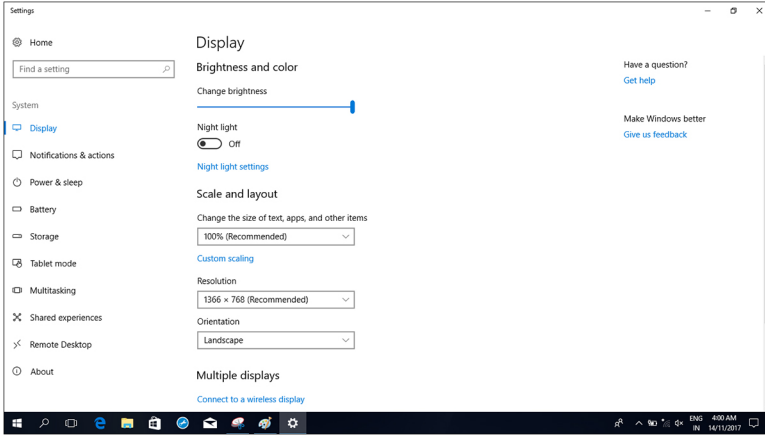 Settings
Home
Find a setting
System
Display
Notifications & actions
Power & sleep
Battery
Storage
Tablet mode
Multitasking
Shared experiences
Remote Desktop
About
Display
Brightness and color
Change brightness
Night light
Off
Night light settings
Scale and layout
Change the size of text, apps, and other items
100% (Recommended)
Custom scaling
Resolution
1366 × 768 (Recommended)
Orientation
Landscape
Multiple displays
Connect to a wireless display
Have a question?
Get help
Make Windows better
Give us feedback
ENG
IN
4:00 AM
14/11/2017